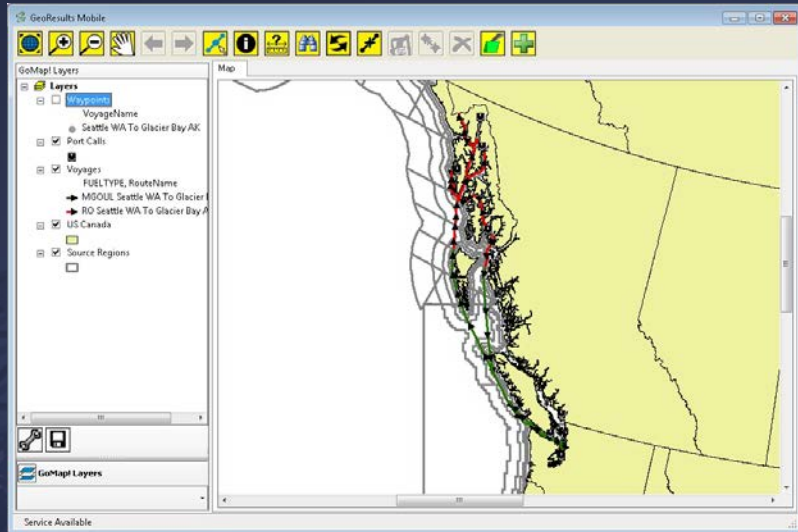 GeoResults Mobile
GoMap! Layers
Map
Layers
Waypoints
VoyageName
Seattle WA To Glacier Bay AK
Port Calls
Voyages
FUELTYPE, RouteName
MGOUL Seattle WA To Glacier
RO Seattle WA To Glacier Bay A
US Canada
Source Regions
GoMap! Layers
Service Available